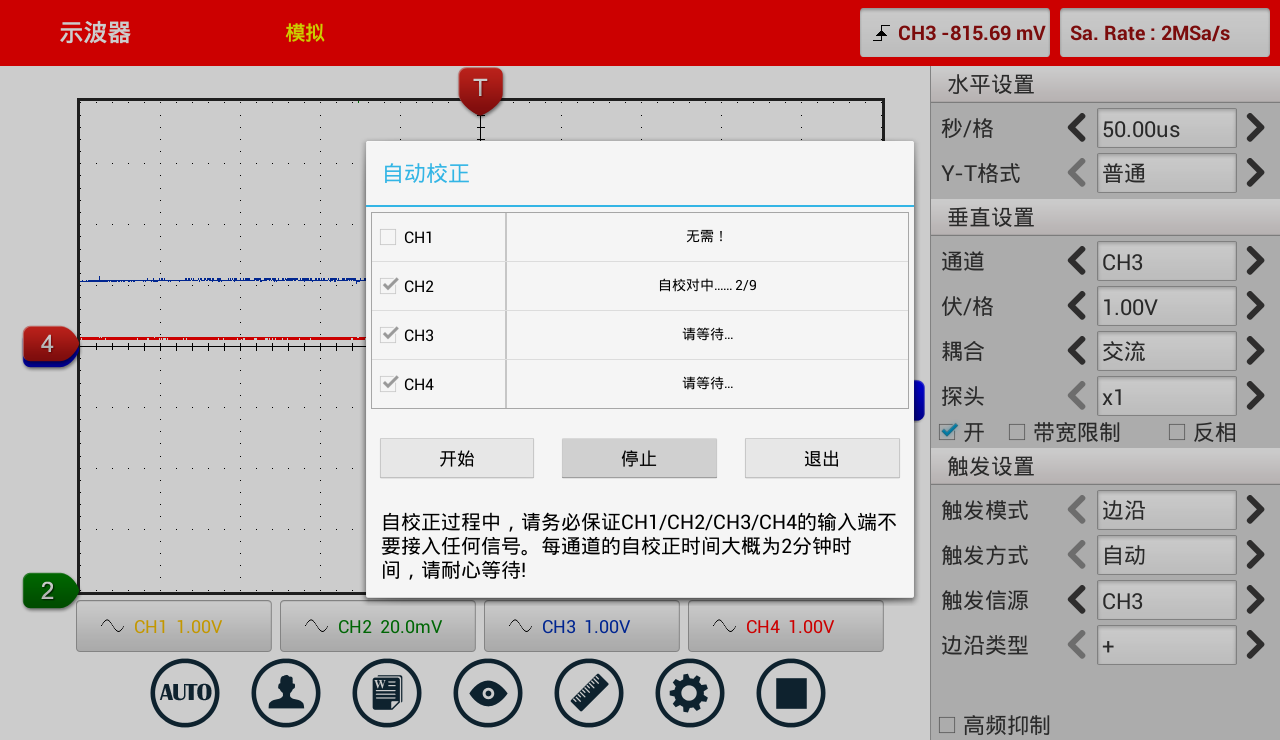 示波器
模拟
CH3 -815.69 mV
Sa. Rate : 2MSa/s
T
4
2
自动校正
CH1
无需！
CH2
自校对中...... 2/9
CH3
请等待...
CH4
请等待...
开始
停止
退出
自校正过程中，请务必保证CH1/CH2/CH3/CH4的输入端不
要接入任何信号。每通道的自校正时间大概为2分钟时
间，请耐心等待!
CH1 1.00V
CH2 20.0mV
CH3 1.00V
CH4 1.00V
AUTO
W
水平设置
秒/格
50.00us
Y-T格式
普通
垂直设置
通道
CH3
伏/格
1.00V
耦合
交流
探头
x1
开
带宽限制
反相
触发设置
触发模式
边沿
触发方式
自动
触发信源
CH3
边沿类型
+
高频抑制